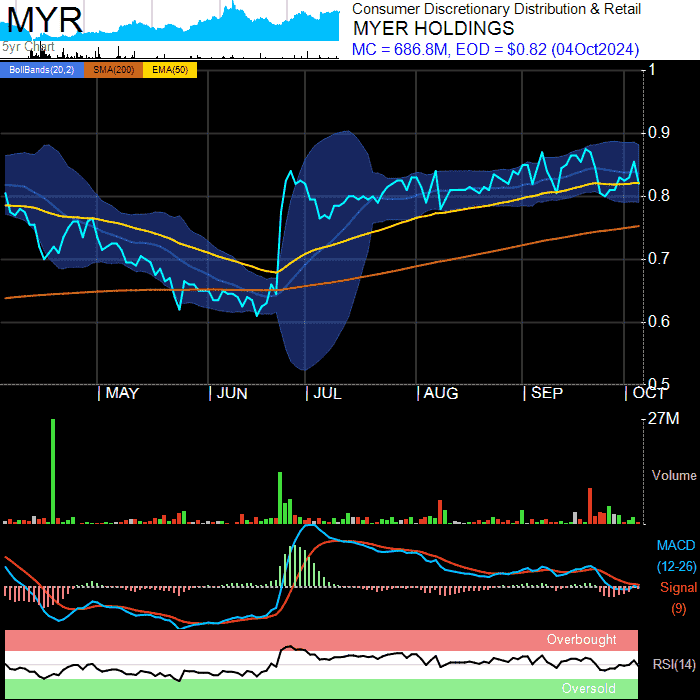 MYR
Consumer Discretionary Distribution & Retail
MYER HOLDINGS
5yr Chart
MC = 686.8M, EOD = $0.82 (04Oct2024)
BollBands(20,2) SMA(200) EMA(50)
1
0.9
0.8
0.7
0.6
0.5
MAY JUN JUL AUG SEP OCT
27M
Volume
MACD
(12-26)
Signal
(9)
Overbought
RSI(14)
Oversold